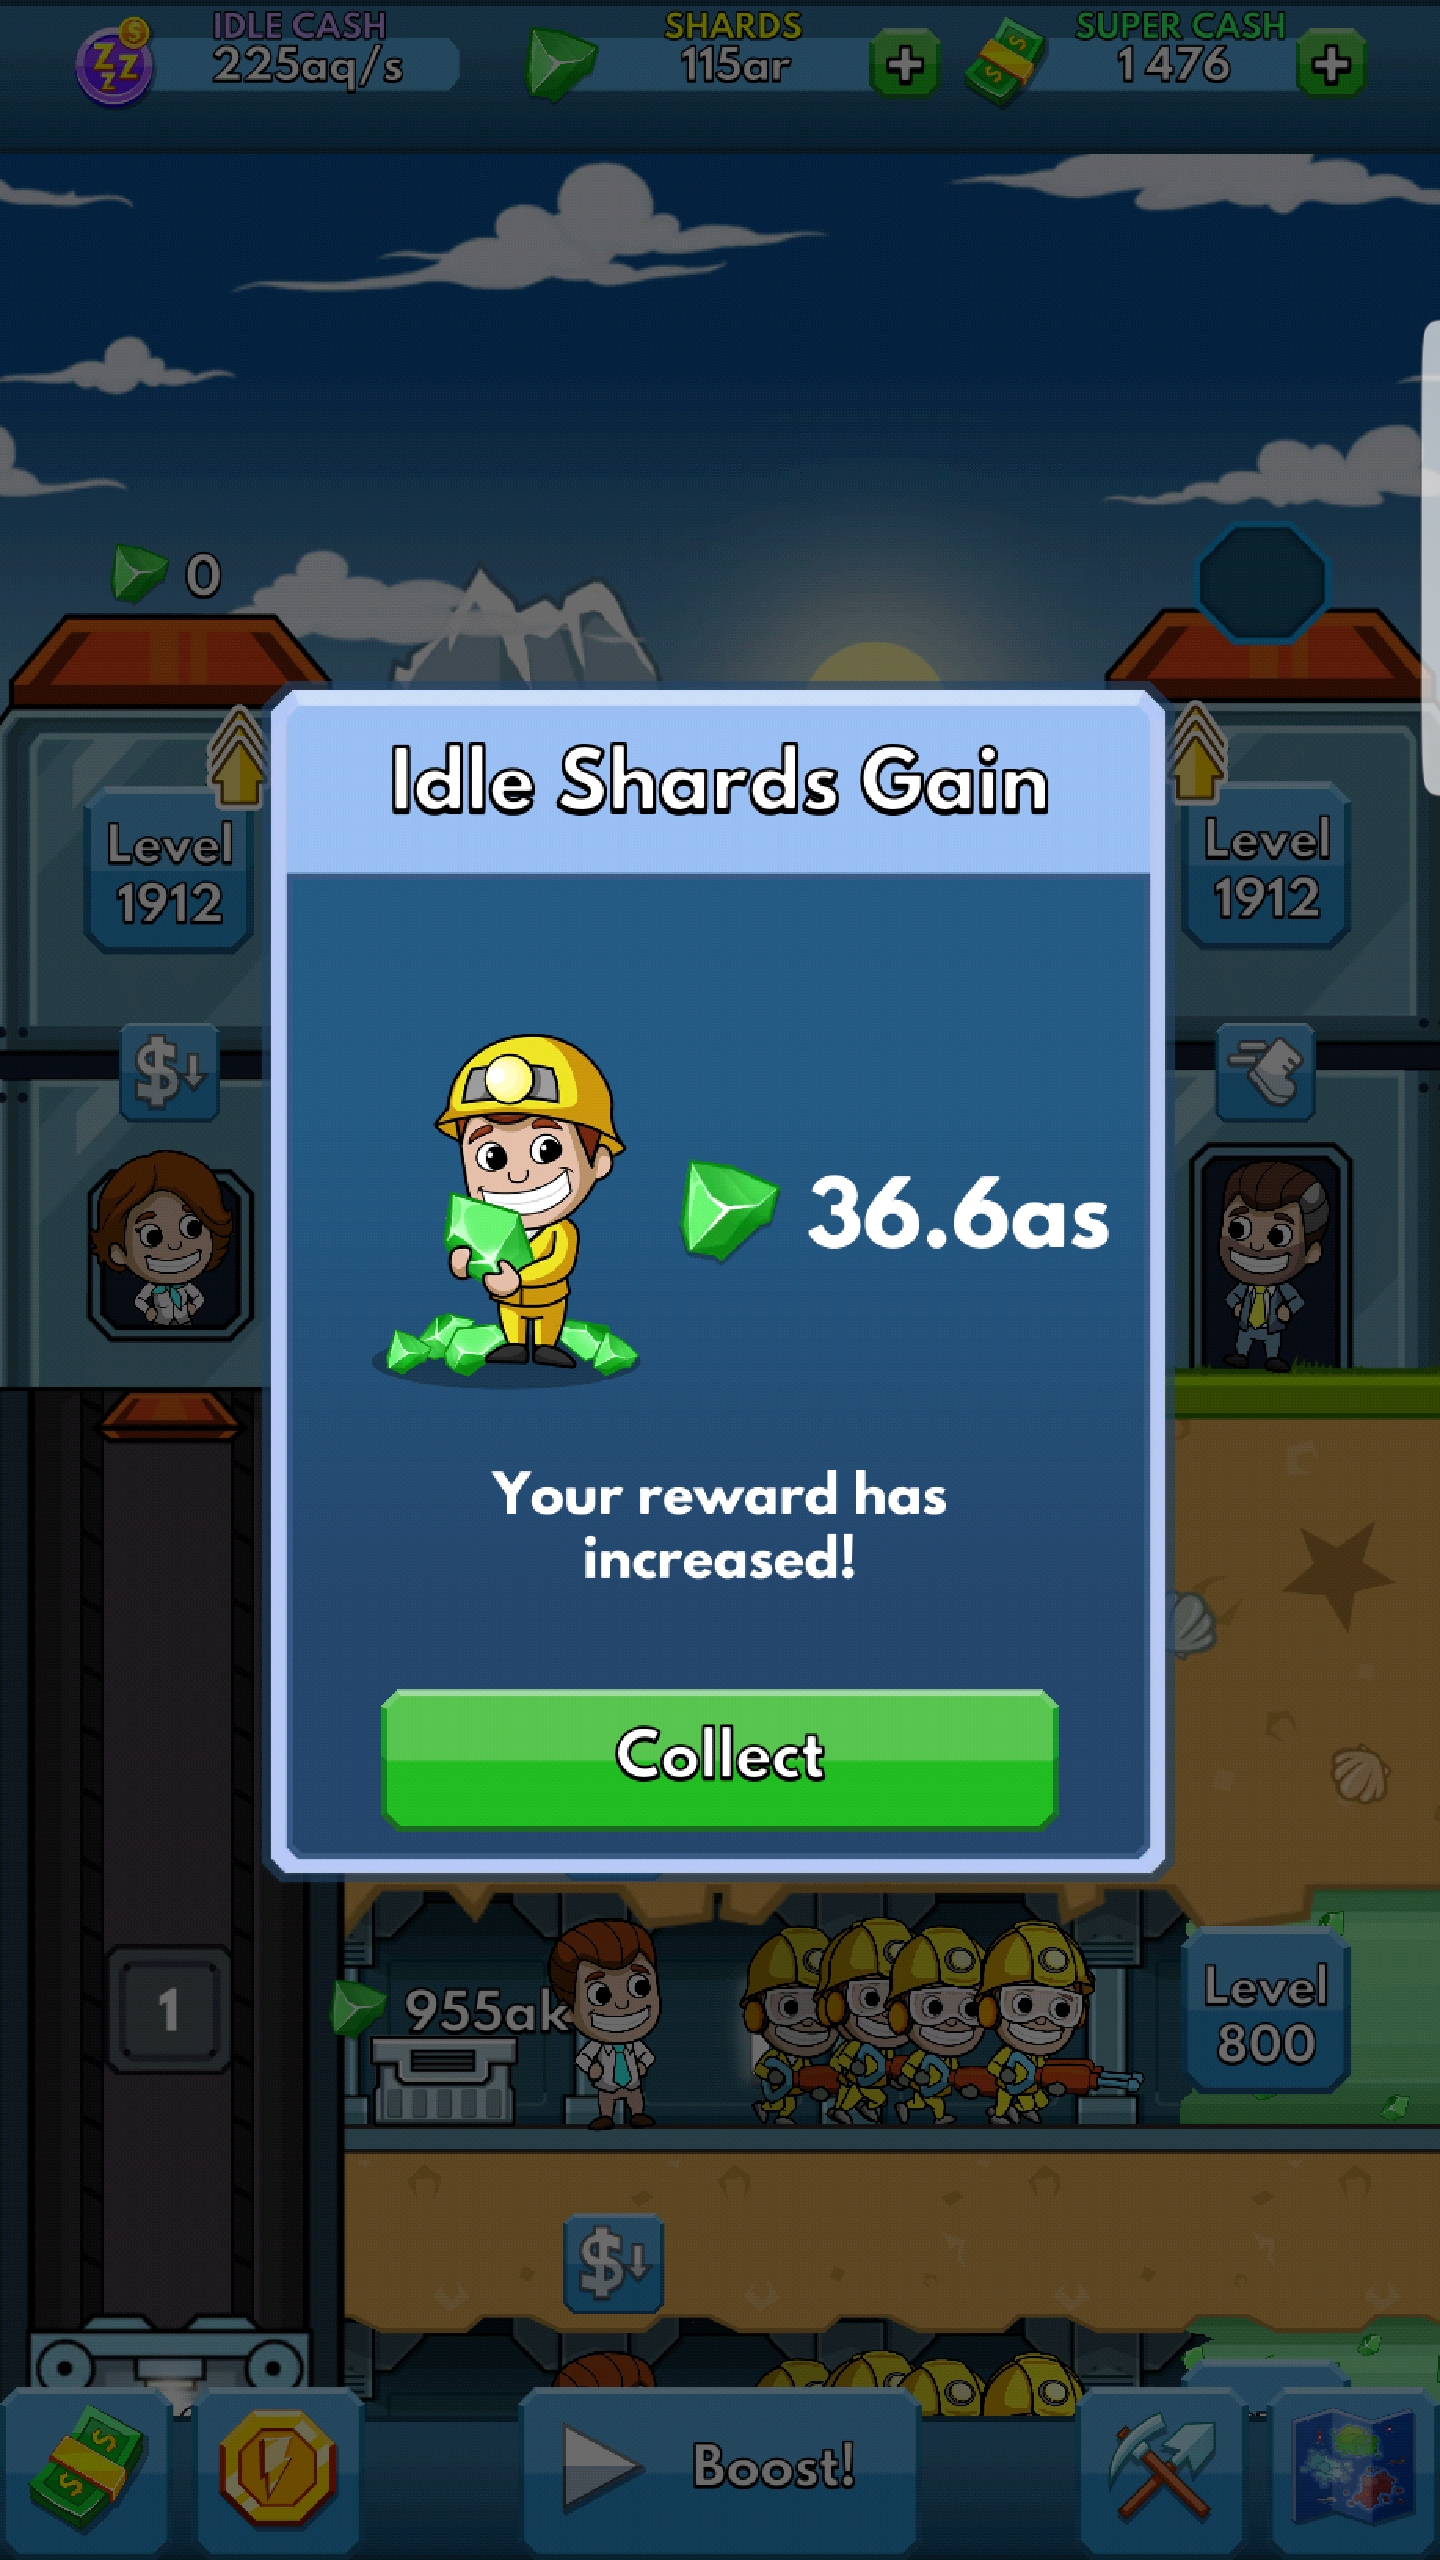 IDLE CASH
225aq/s
SHARDS
115ar
SUPER CASH
1 476
0
Idle Shards Gain
Level
1912
Level
1912
36.6as
Your reward has
increased!
Collect
1
955ak
Level
800
Boost!